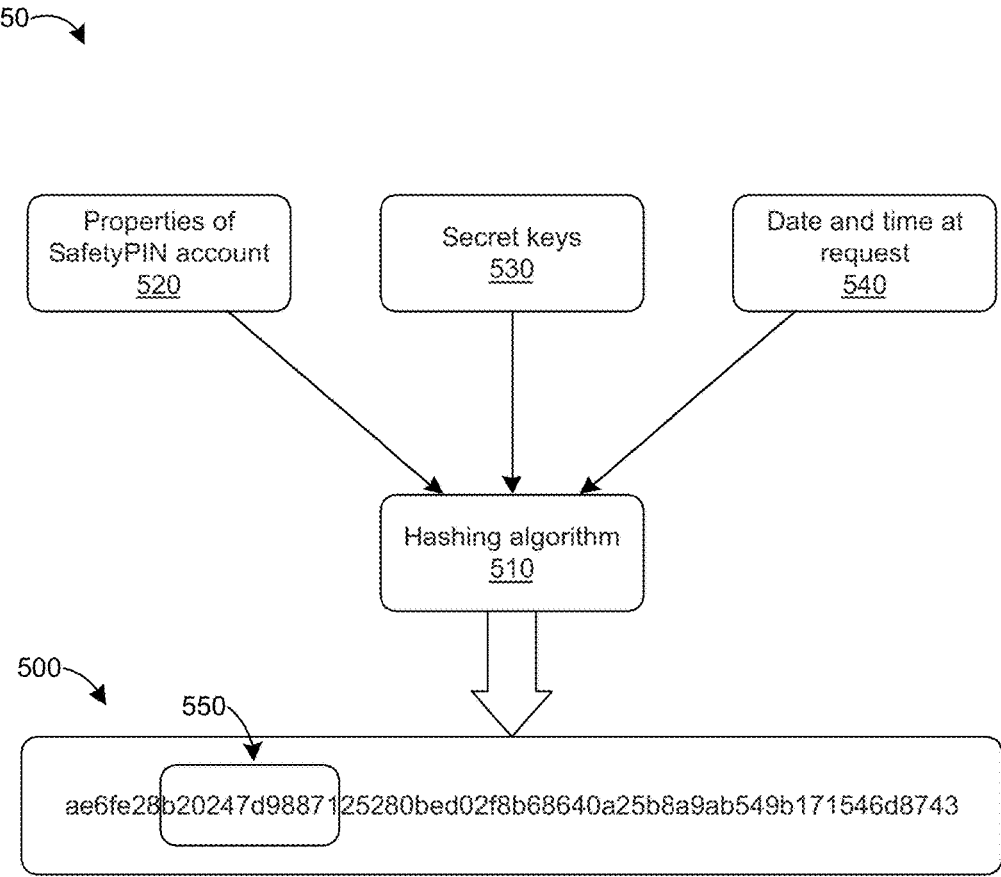 50
Properties of
SafetyPIN account
520
Secret keys
530
Date and time at
request
540
Hashing algorithm
510
500
550
ae6fe28b20247d9887125280bed02f8b68640a25b8a9ab549b171546d8743